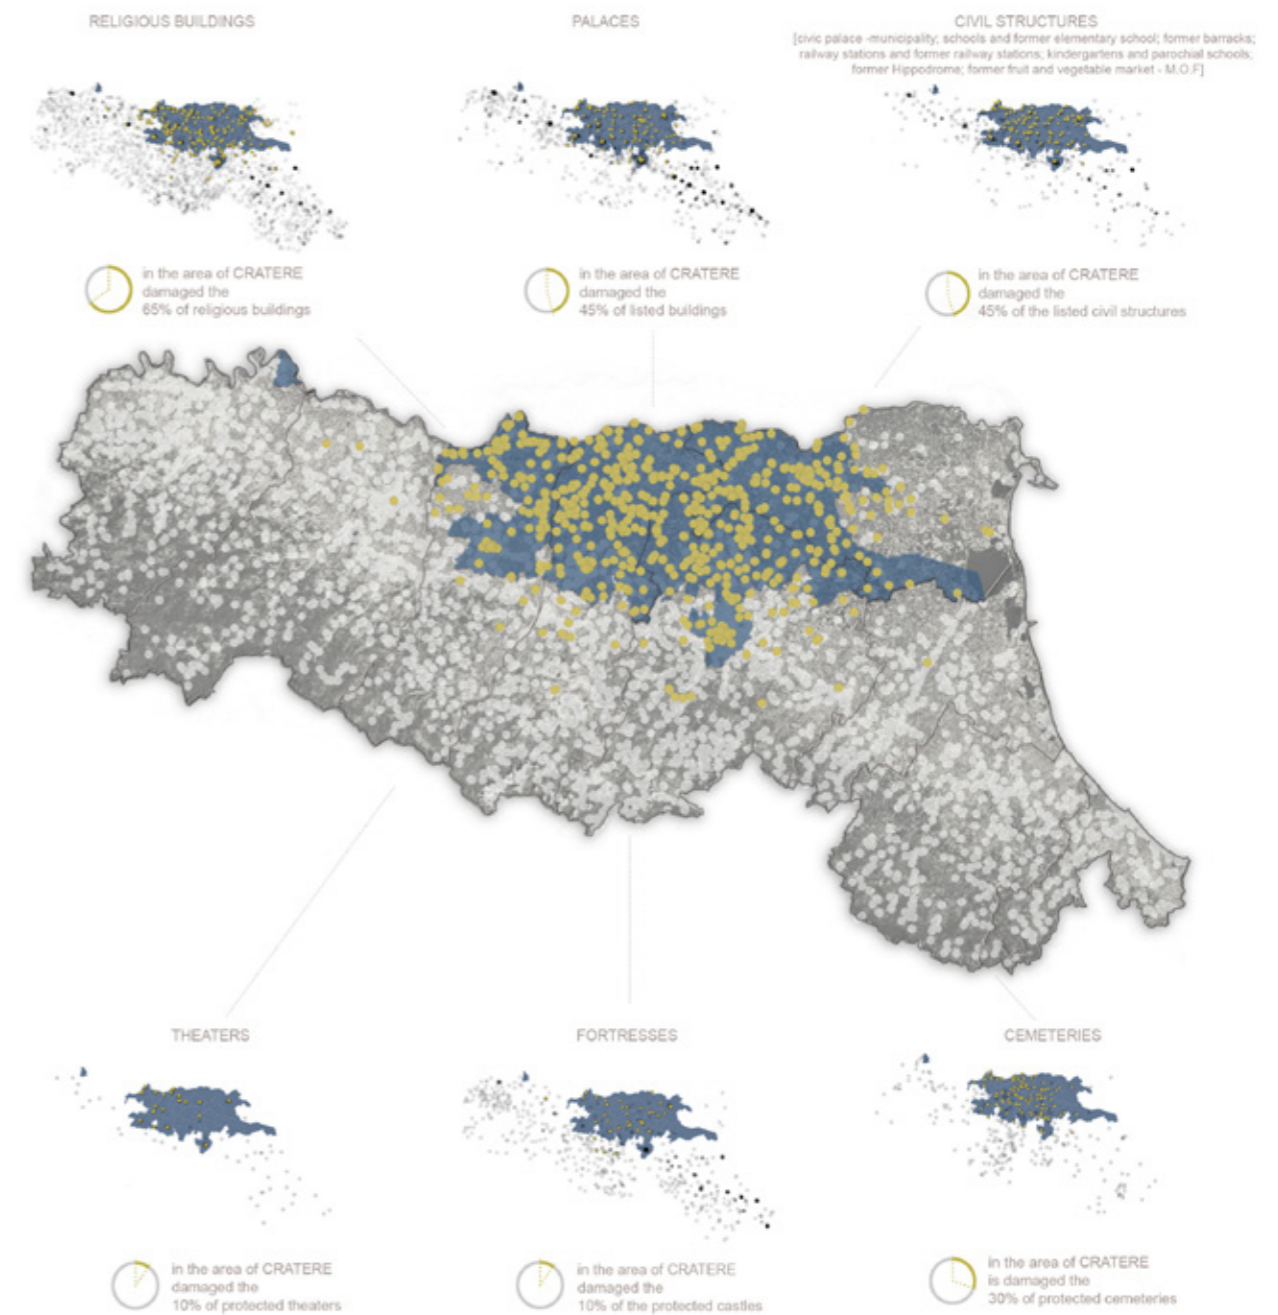 RELIGIOUS BUILDINGS
PALACES
CIVIL STRUCTURES
[civic palace -municipality; schools and former elementary school; former barracks;
railway stations and former railway stations; kindergartens and parochial schools;
former Hippodrome; former fruit and vegetable market - M.O.F]
in the area of CRATERE
damaged the
65% of religious buildings
in the area of CRATERE
damaged the
45% of listed buildings
in the area of CRATERE
damaged the
45% of the listed civil structures
THEATERS
FORTRESSES
CEMETERIES
in the area of CRATERE
damaged the
10% of protected theaters
in the area of CRATERE
damaged the
10% of the protected castles
in the area of CRATERE
is damaged the
30% of protected cemeteries